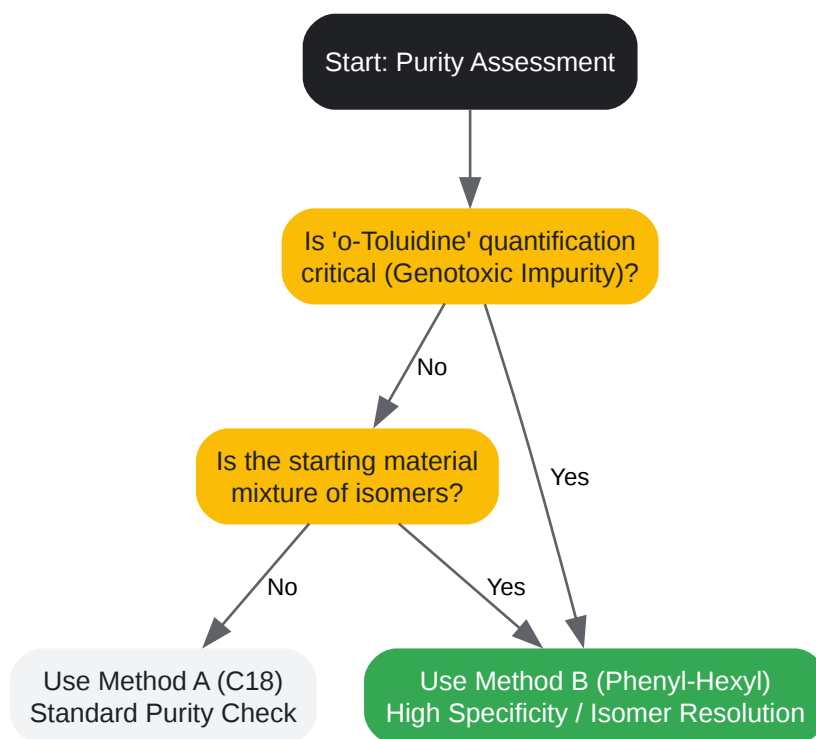 Start: Purity Assessment
Is 'o-Toluidine' quantification
critical (Genotoxic Impurity)?
No
Is the starting material
mixture of isomers?
Yes
No
Yes
Use Method A (C18)
Standard Purity Check
Use Method B (Phenyl-Hexyl)
High Specificity / Isomer Resolution